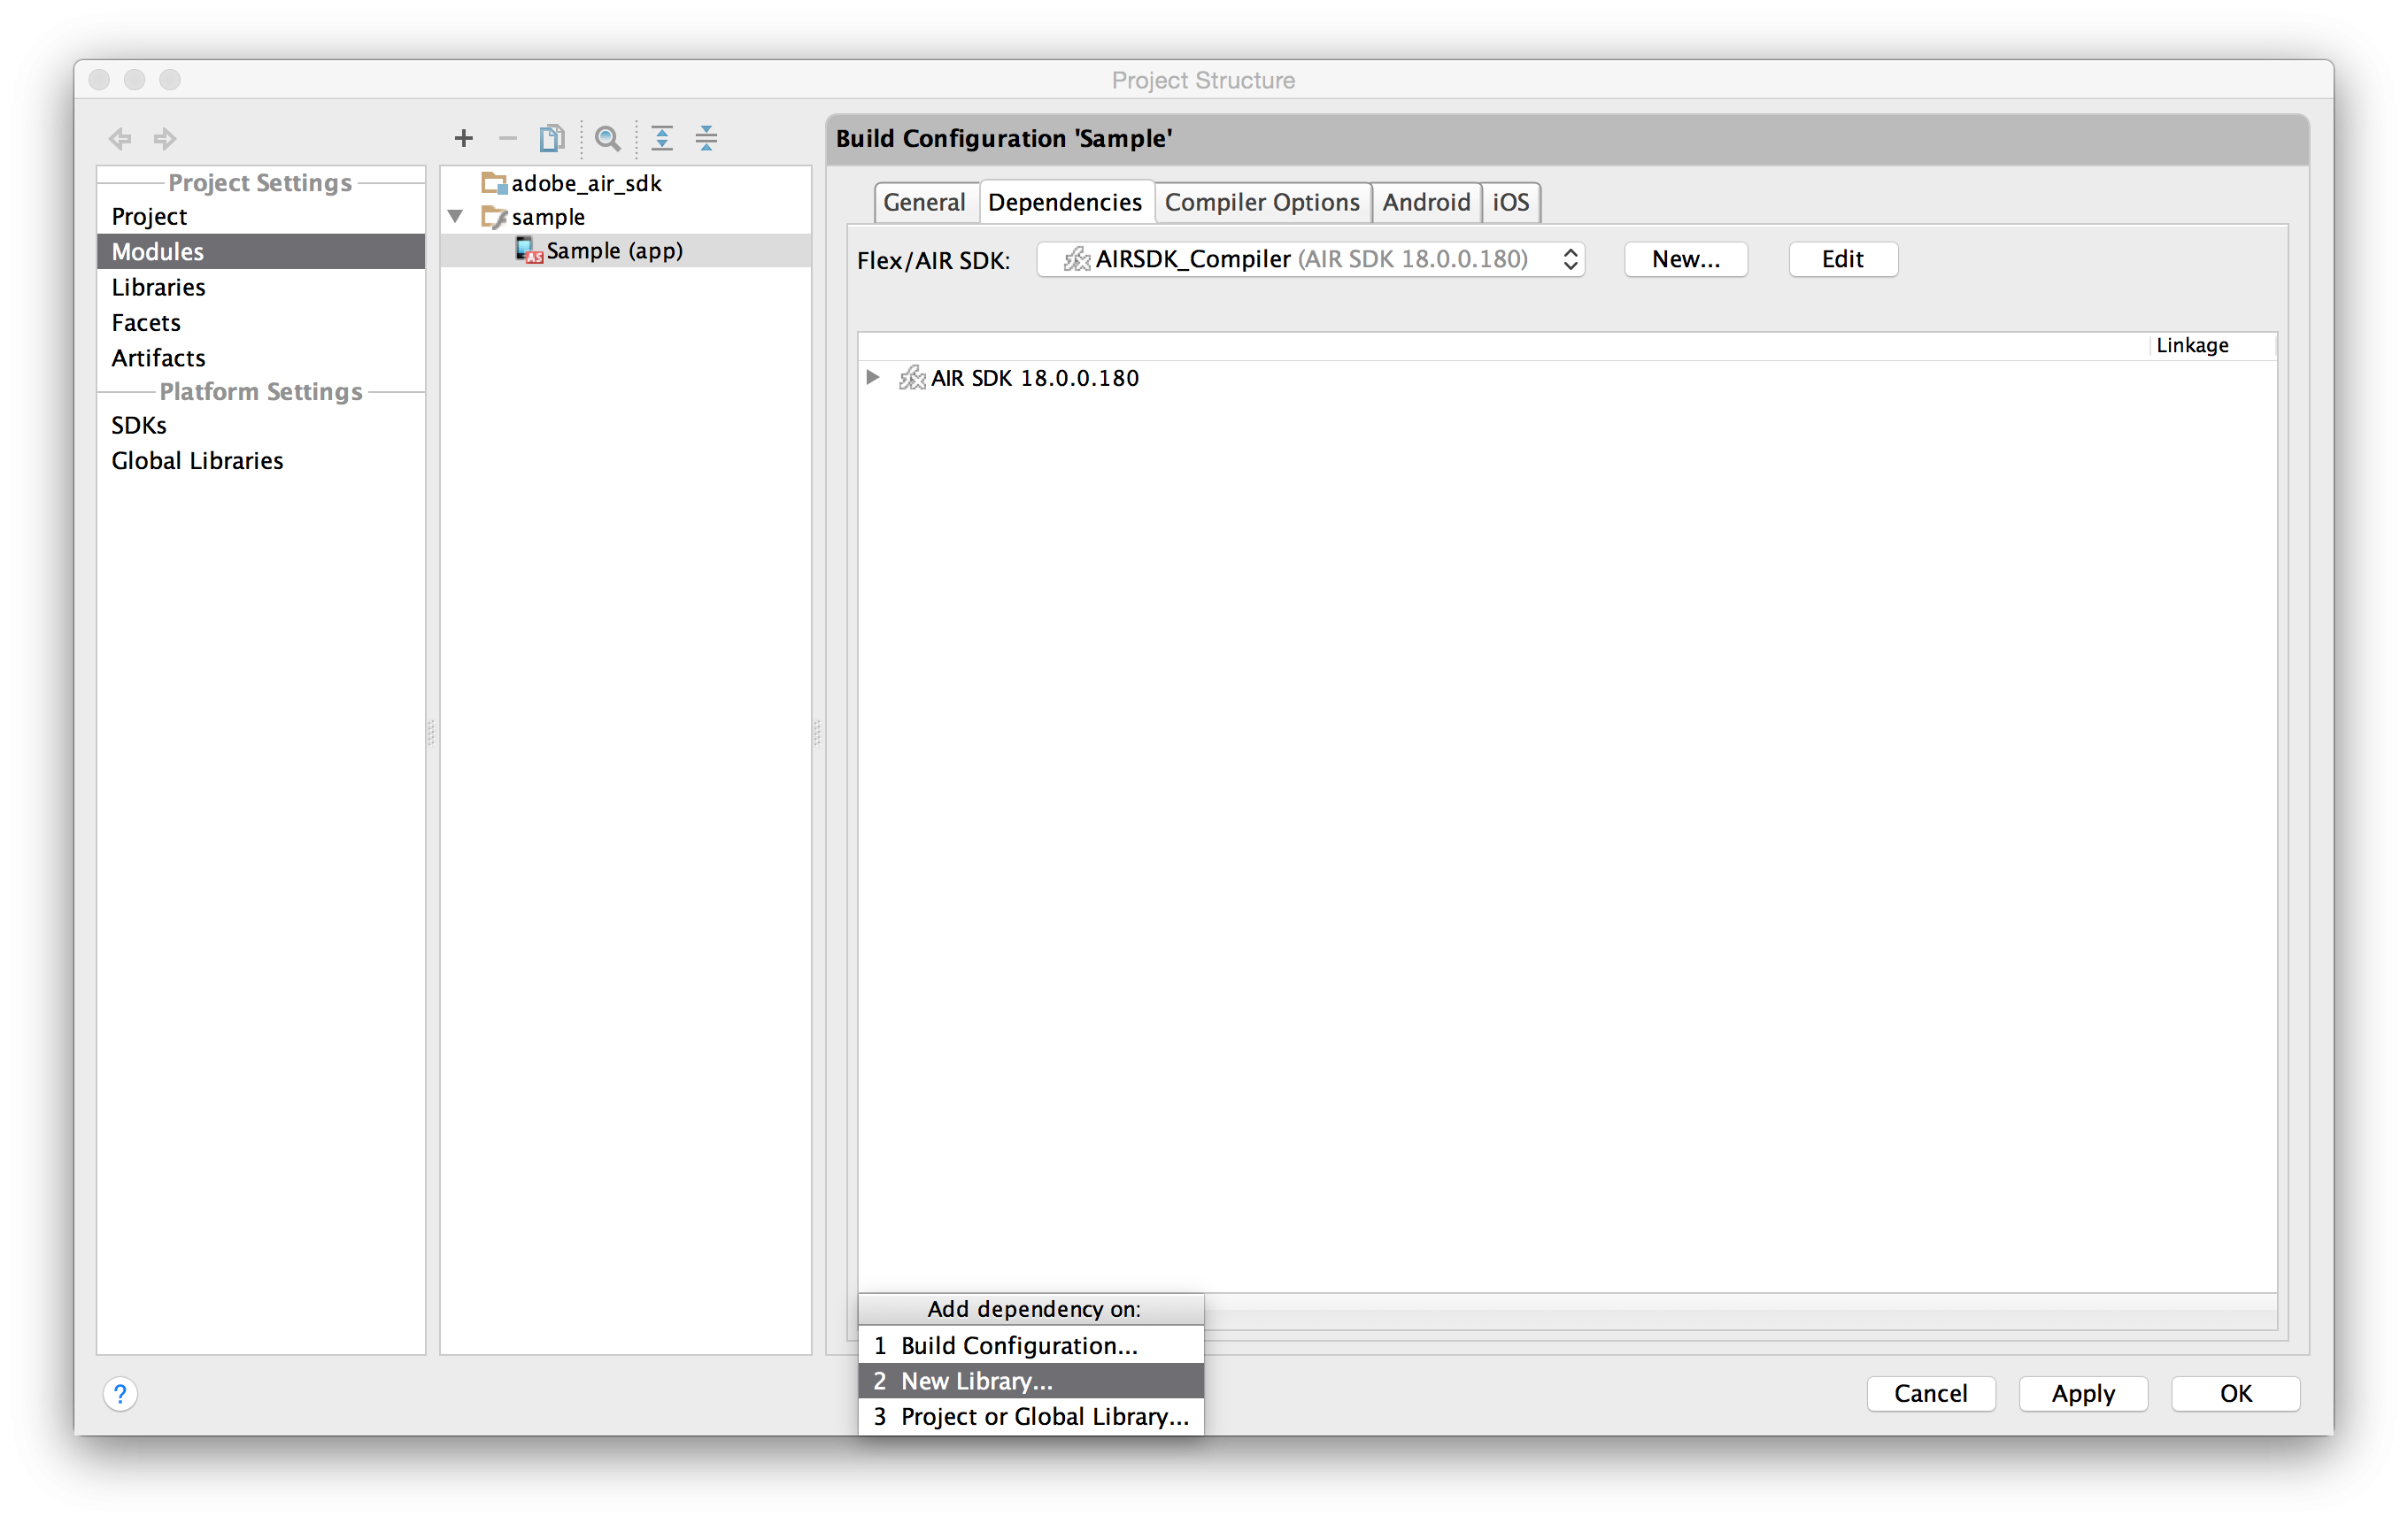 Project Structure
Project Settings
Project
Modules
Libraries
Facets
Artifacts
Platform Settings
SDKs
Global Libraries
adobe_air_sdk
sample
AS
Sample (app)
Build Configuration 'Sample'
General
Dependencies
Compiler Options
Android
iOS
Flex/AIR SDK:
AIRSDK_Compiler (AIR SDK 18.0.0.180)
New...
Edit
Linkage
AIR SDK 18.0.0.180
Add dependency on:
1 Build Configuration...
2 New Library...
3 Project or Global Library...
?
Cancel
Apply
OK